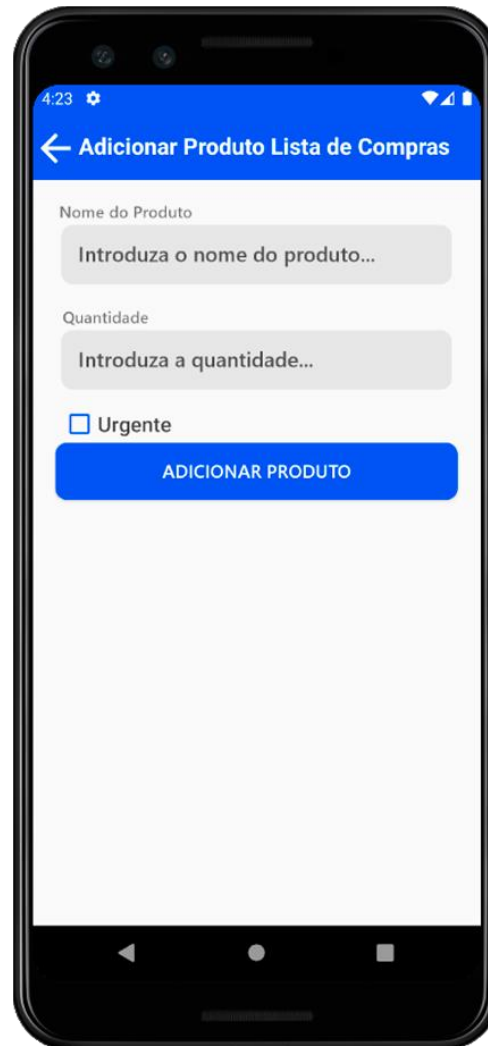 4:23
Adicionar Produto Lista de Compras
Nome do Produto
Introduza o nome do produto...
Quantidade
Introduza a quantidade...
Urgente
ADICIONAR PRODUTO